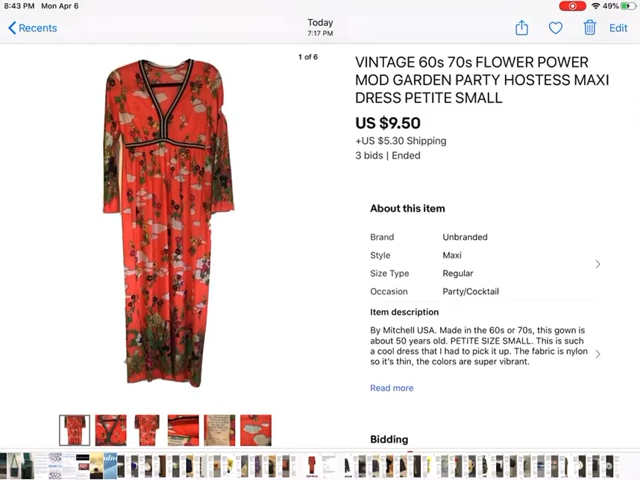 8:43 PM Mon Apr 6
49%
Recents
Today
7:17 PM
Edit
1 of 6
VINTAGE 60s 70s FLOWER POWER
MOD GARDEN PARTY HOSTESS MAXI
DRESS PETITE SMALL
US $9.50
+US $5.30 Shipping
3 bids | Ended
About this item
Brand Unbranded
Style Maxi
Size Type Regular
Occasion Party/Cocktail
Item description
By Mitchell USA. Made in the 60s or 70s, this gown is
about 50 years old. PETITE SIZE SMALL. This is such
a cool dress that I had to pick it up. The fabric is nylon
so it's thin, the colors are super vibrant.
Read more
Bidding